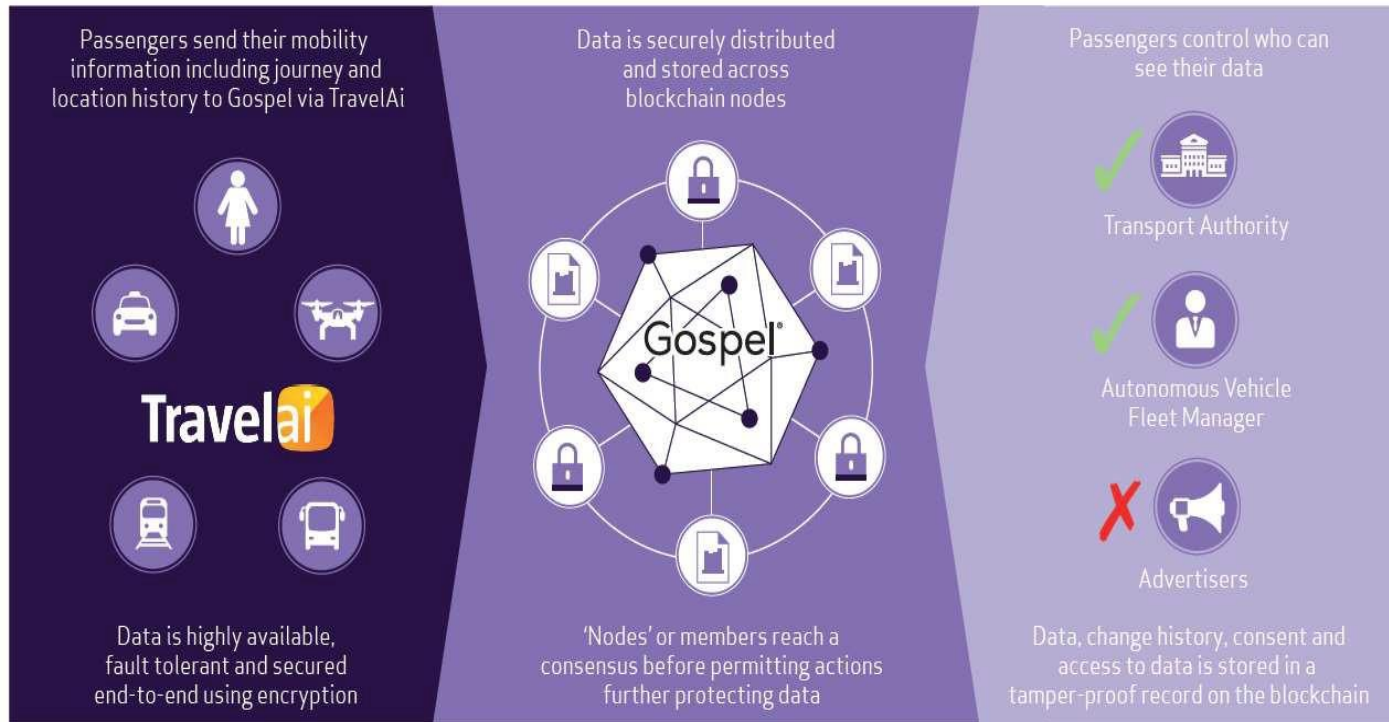 Passengers send their mobility
information including journey and
location history to Gospel via TravelAi
Travelai
Data is highly available,
fault tolerant and secured
end-to-end using encryption
Data is securely distributed
and stored across
blockchain nodes
Gospel®
'Nodes' or members reach a
consensus before permitting actions
further protecting data
Passengers control who can
see their data
Transport Authority
Autonomous Vehicle
Fleet Manager
Advertisers
Data, change history, consent and
access to data is stored in a
tamper-proof record on the blockchain